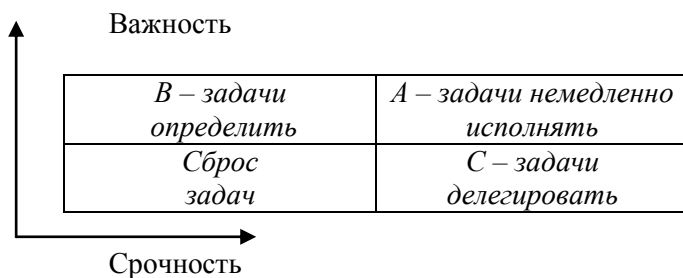 Важность
В – задачи
определить
А – задачи немедленно
исполнять
Сброс
задач
С – задачи
делегировать
Срочность